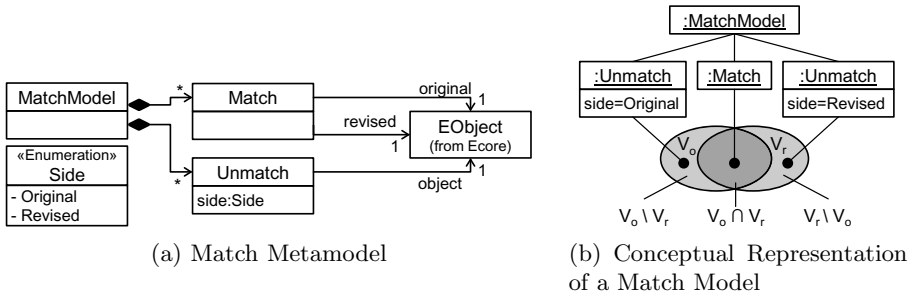 MatchModel
*
Match
original
1
revised
1
EObject
(from Ecore)
«Enumeration»
Side
- Original
- Revised
*
Unmatch
side:Side
1
object
(a) Match Metamodel
:MatchModel
:Unmatch
side=Original
:Match
:Unmatch
side=Revised
Vo
Vr
Vo \ Vr
Vo ∩ Vr
Vr \ Vo
(b) Conceptual Representation
of a Match Model